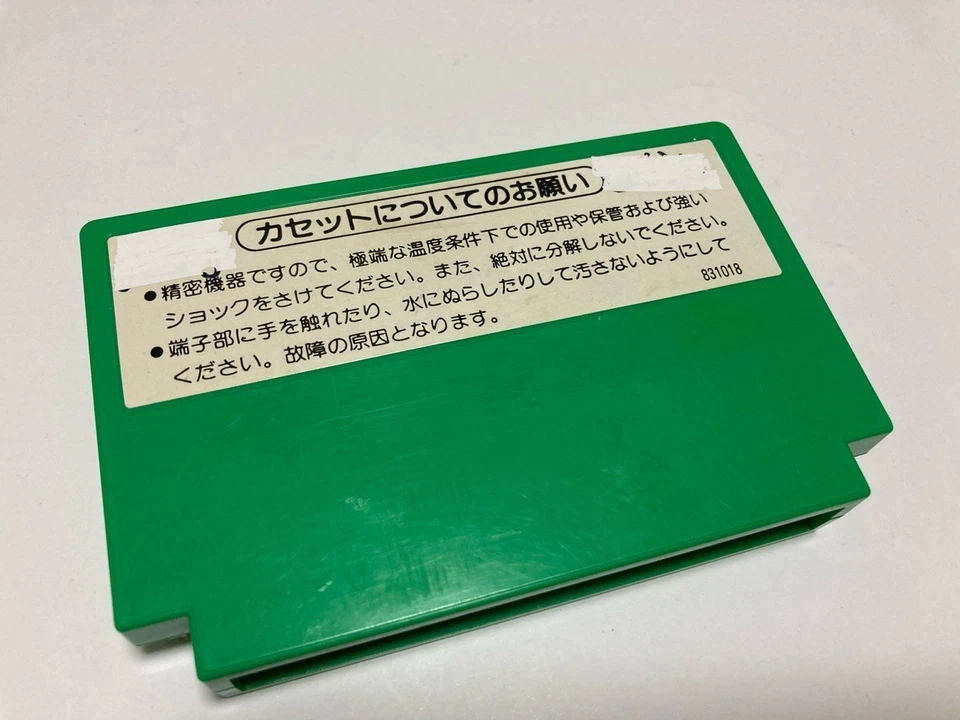 カセットについてのお願い
●精密機器ですので、極端な温度条件下での使用や保管および強い
ショックをさけてください。また、絶対に分解しないでください。
●端子部に手を触れたり、水にぬらしたりして汚さないようにして
ください。故障の原因となります。
831018